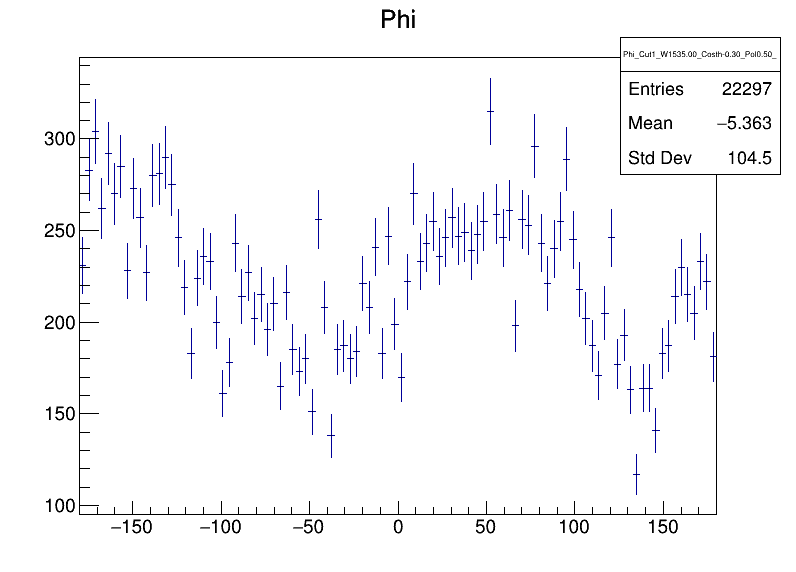 Phi
Phi_Cut1_W1535.00_Costh-0.30_Pol0.50_
Entries 22297
Mean −5.363
Std Dev 104.5
300
250
200
150
100
−150 −100 −50 0 50 100 150